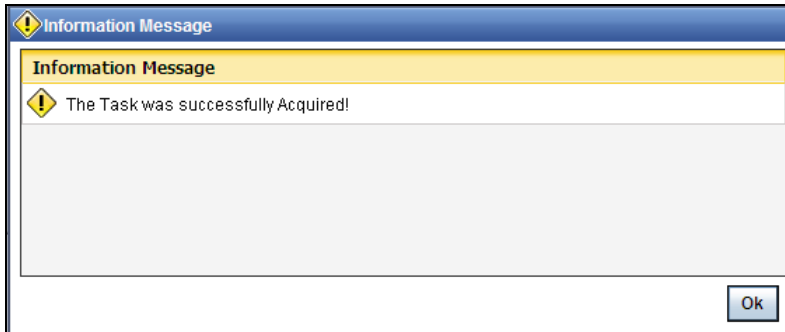 Information Message
Information Message
The Task was successfully Acquired!
Ok